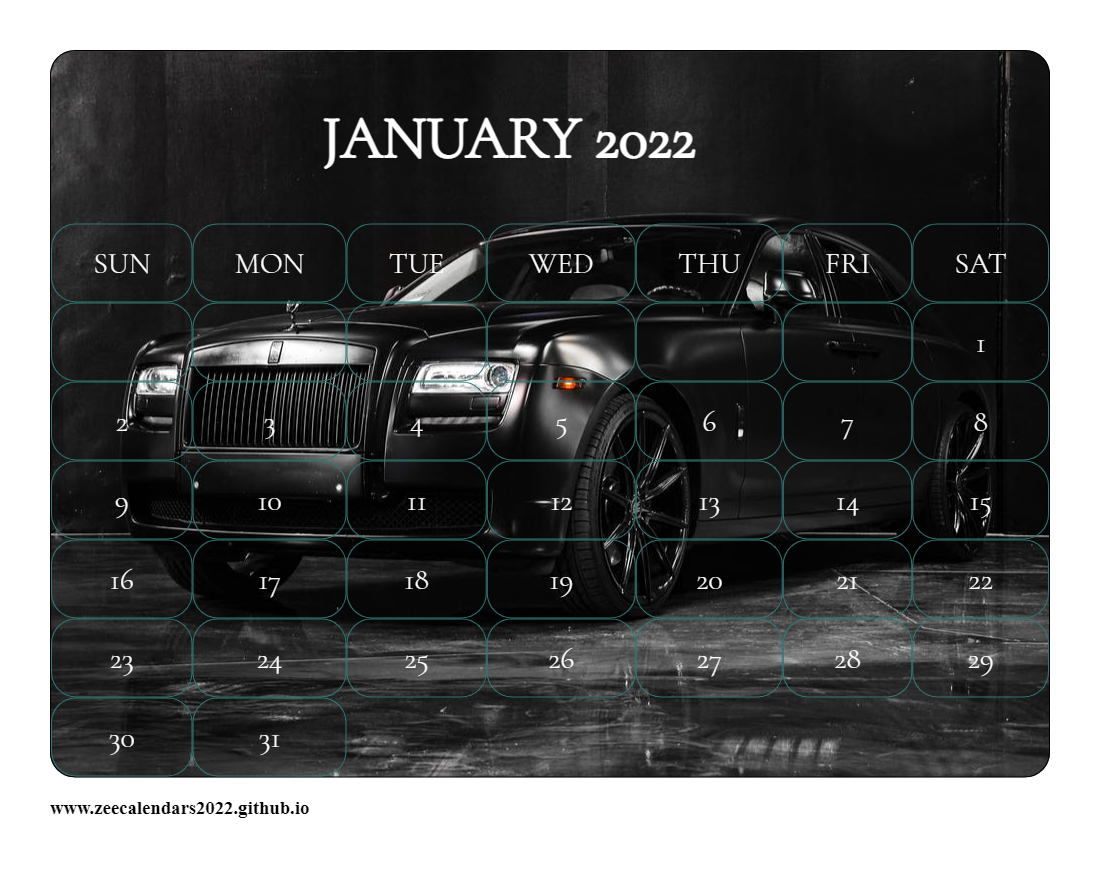 JANUARY 2022
SUN MON TUE WED THU FRI SAT
1
2 3 4 5 6 7 8
9 10 11 12 13 14 15
16 17 18 19 20 21 22
23 24 25 26 27 28 29
30 31
www.zeecalendars2022.github.io